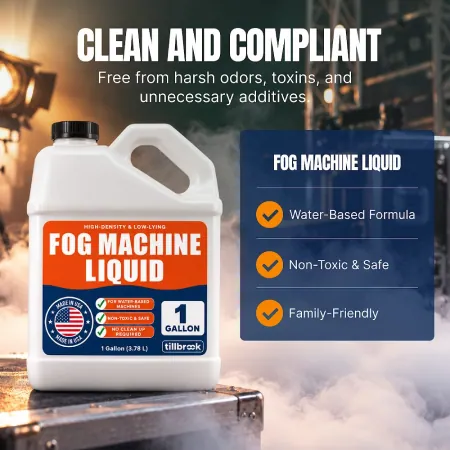 CLEAN AND COMPLIANT
Free from harsh odors, toxins, and
unnecessary additives.
HIGH-DENSITY & LOW-LYING
FOG MACHINE
LIQUID
MADE IN USA
MADE IN USA
FOR WATER-BASED
MACHINES
NON-TOXIC & SAFE
NO CLEAN UP
REQUIRED
1
GALLON
1 Gallon (3.78 L)
tillbrook
FOG MACHINE LIQUID
Water-Based Formula
Non-Toxic & Safe
Family-Friendly